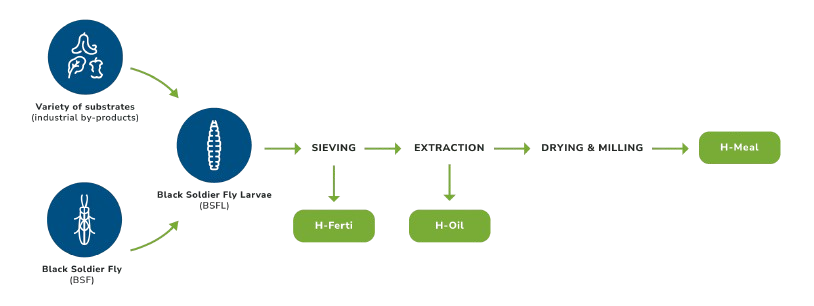 Variety of substrates
(industrial by-products)
Black Soldier Fly Larvae
(BSFL)
Black Soldier Fly
(BSF)
SIEVING
EXTRACTION
DRYING & MILLING
H-Meal
H-Ferti
H-Oil